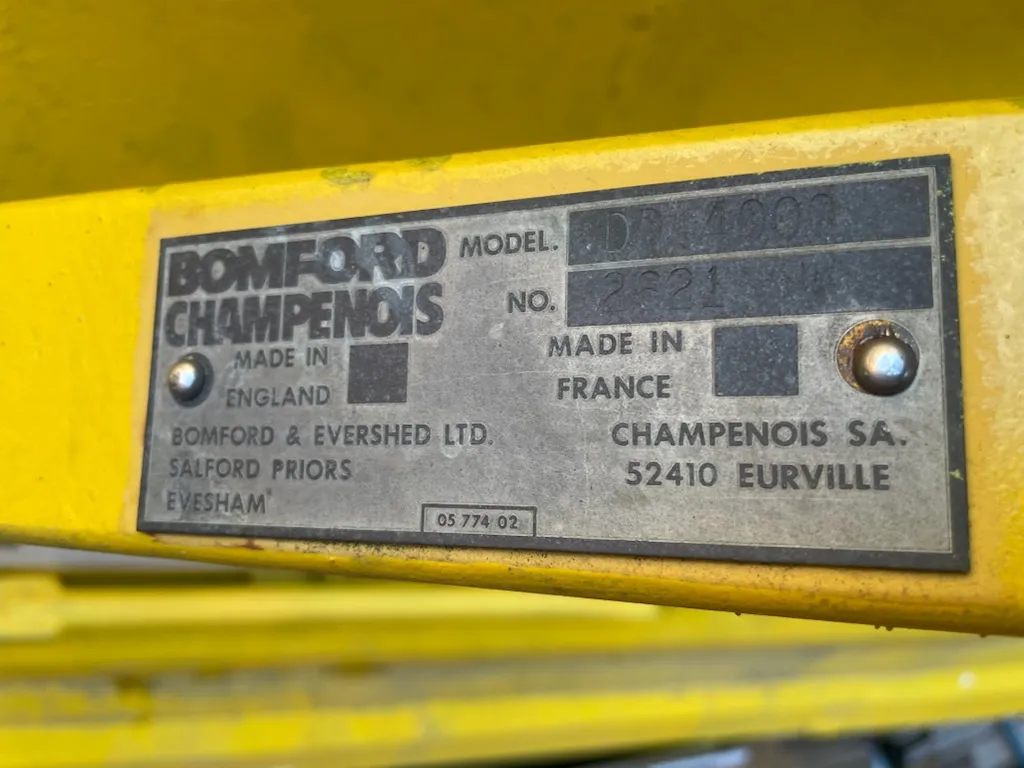 BOMFORD
CHAMPENOIS
MODEL.
NO.
MADE IN
ENGLAND
MADE IN
FRANCE
BOMFORD & EVERSHED LTD.
SALFORD PRIORS
EVESHAM
CHAMPENOIS SA.
52410 EURVILLE
05 774 02